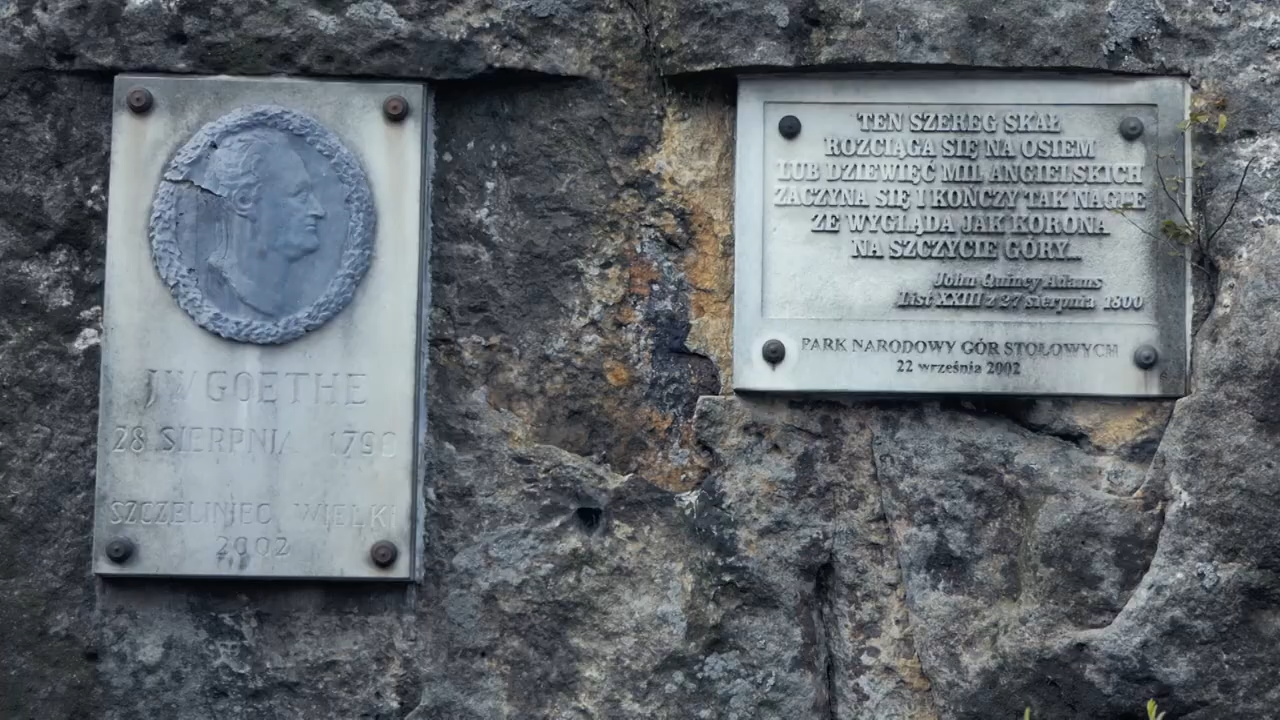 J W GOETHE
28 SIERPNIA 1790
SZCZELINIEC WIELKI
2002
TEN SZEREG SKAŁ
ROZCIĄGA SIĘ NA OSIEM
LUB DZIEWIĘĆ MIL ANGIELSKICH
ZACZYNA SIĘ I KOŃCZY TAK NAGLE
ŻE WYGLĄDA JAK KORONA
NA SZCZYCIE GÓRY...
John Quincy Adams
List XXIII z 27 sierpnia 1800
PARK NARODOWY GÓR STOŁOWYCH
22 września 2002